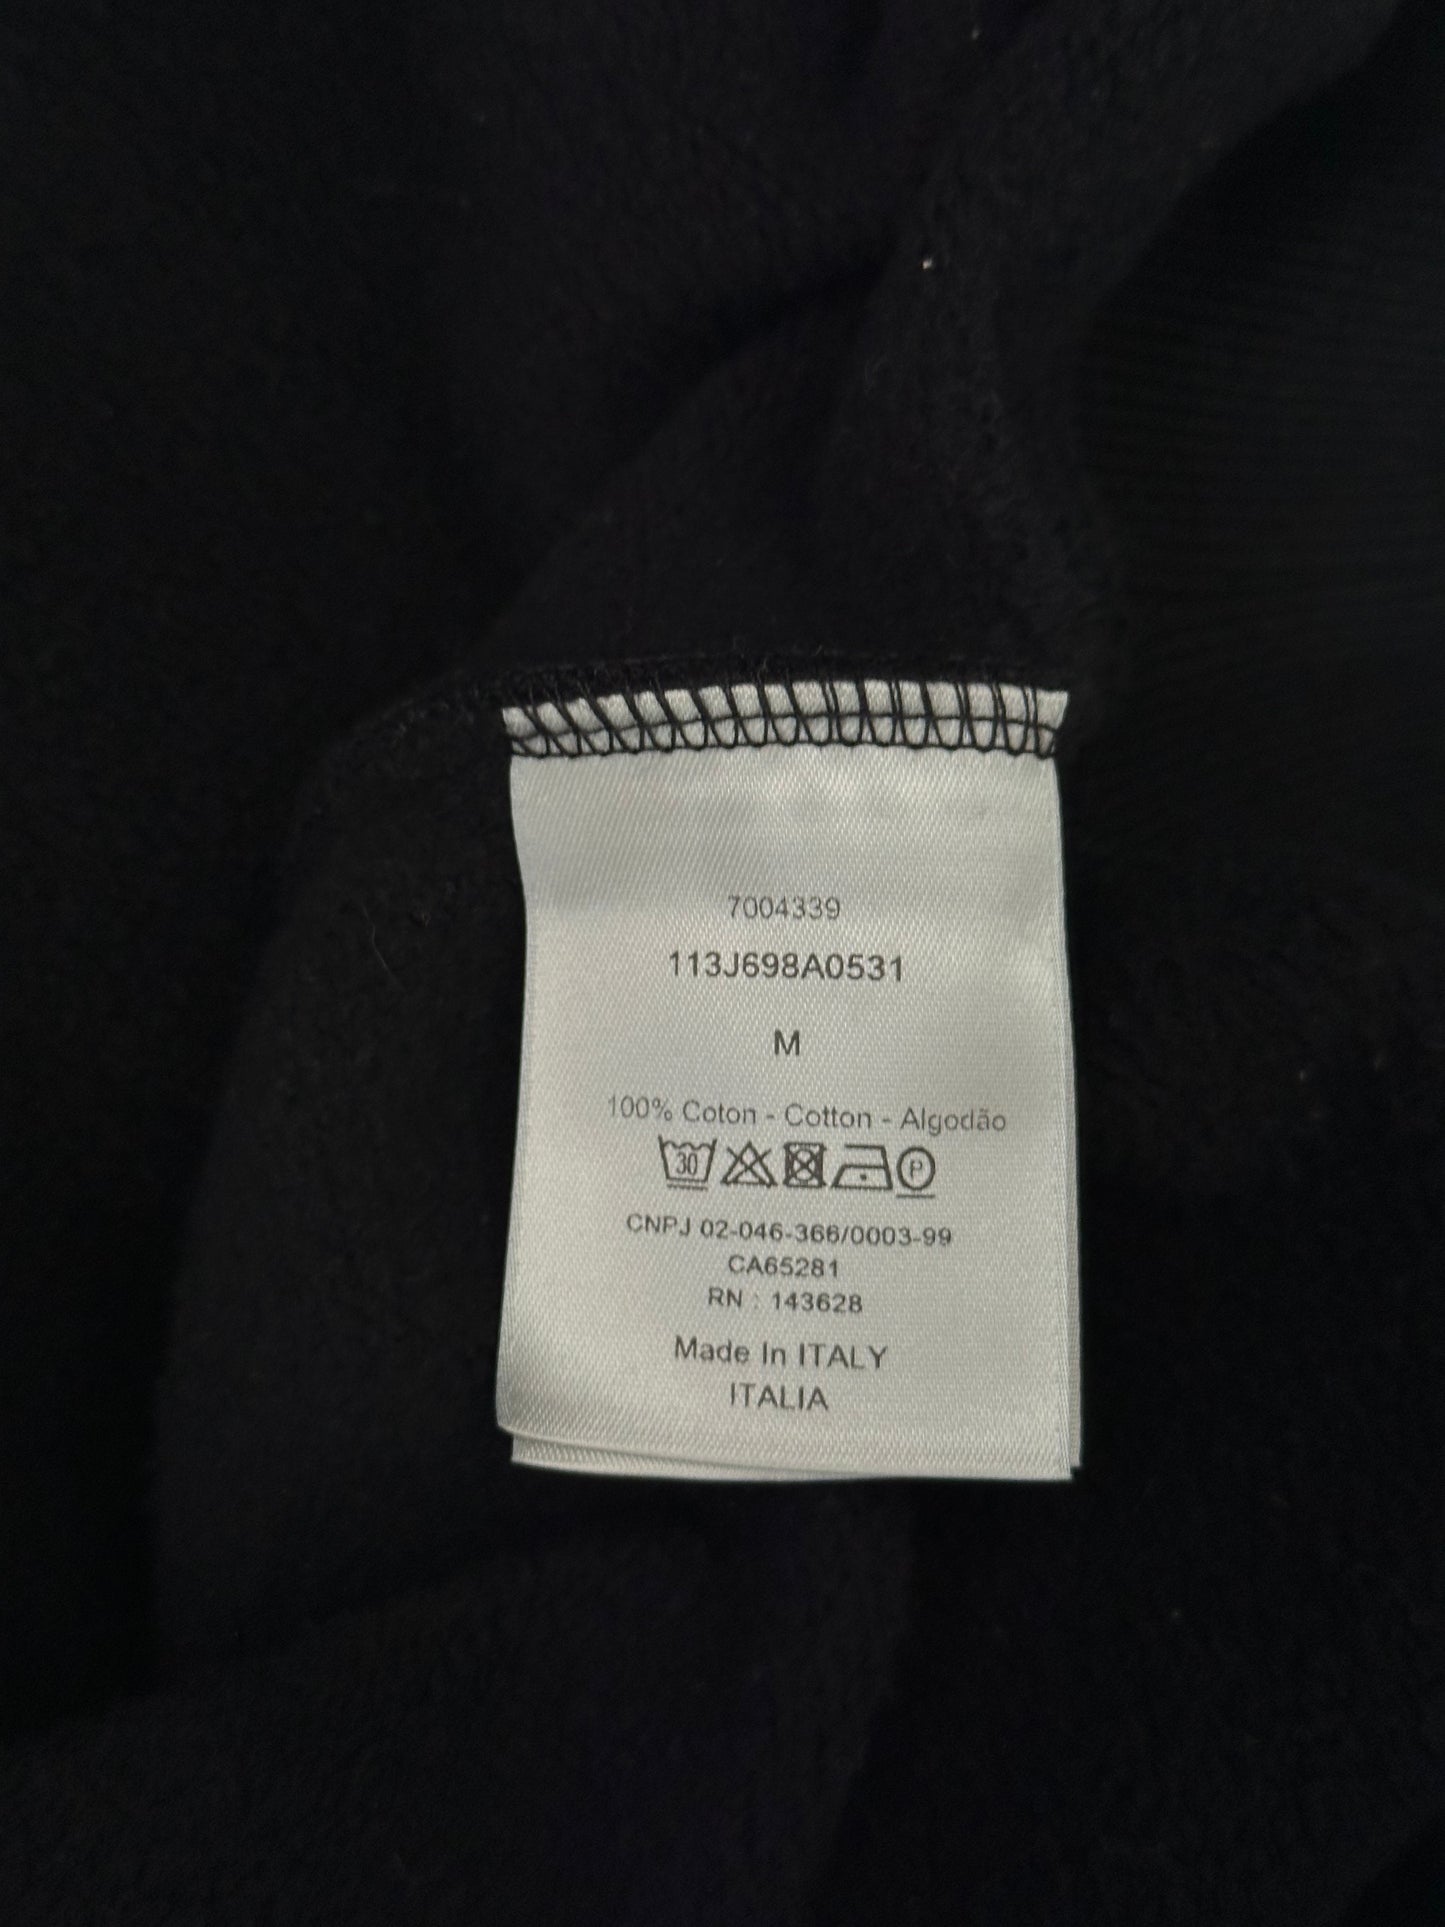 7004339
113J698A0531
M
100% Coton - Cotton - Algodão
30 P
CNPJ 02-046-366/0003-99
CA65281
RN : 143628
Made In ITALY
ITALIA